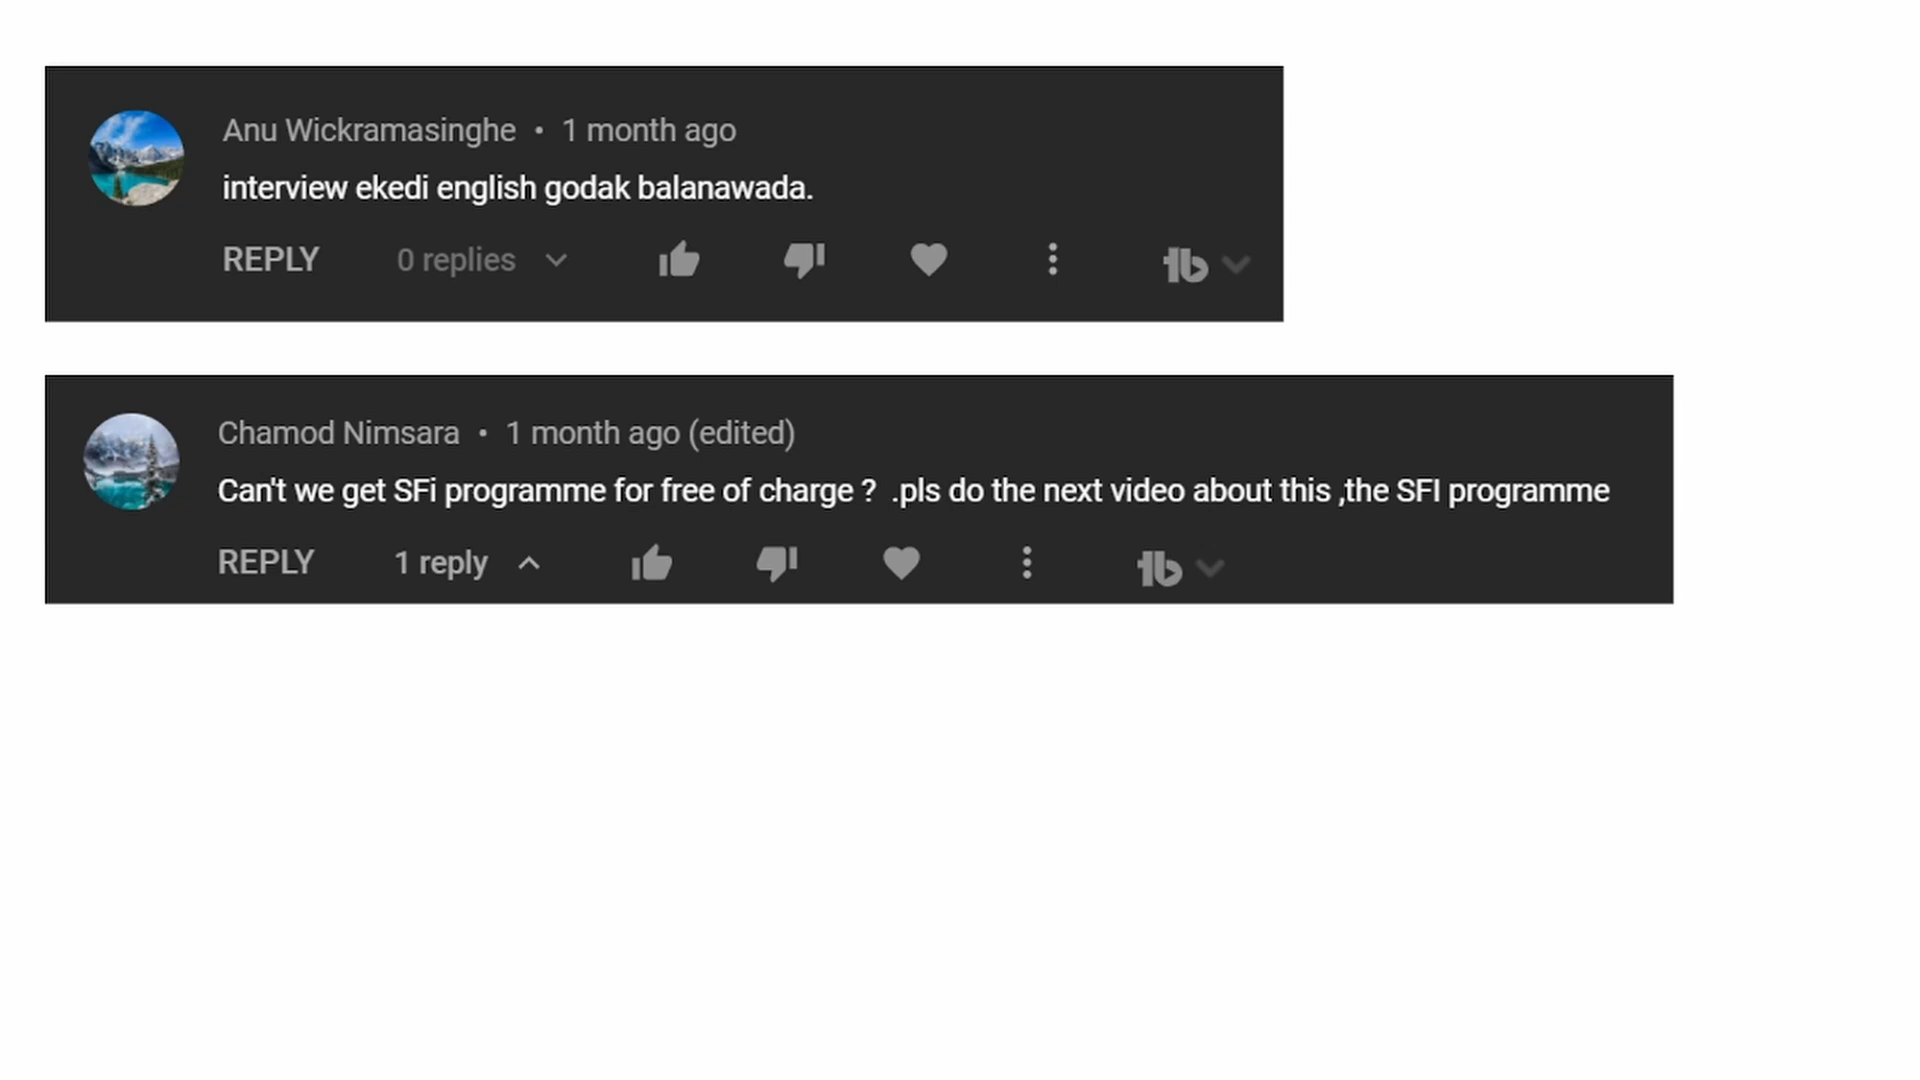 Anu Wickramasinghe • 1 month ago
interview ekedi english godak balanawada.
REPLY 0 replies
Chamod Nimsara • 1 month ago (edited)
Can't we get SFi programme for free of charge ? .pls do the next video about this ,the SFI programme
REPLY 1 reply